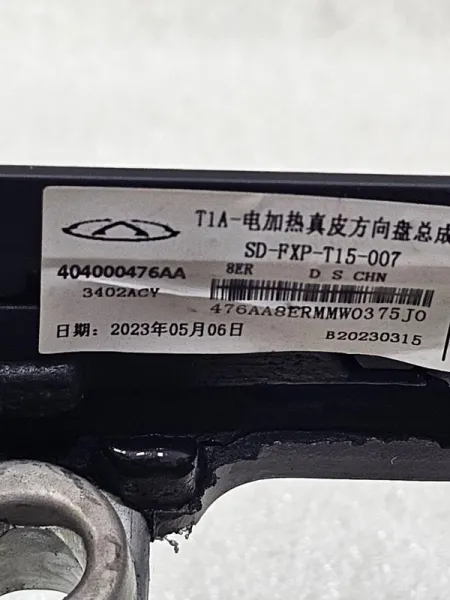 T1A-电加热真皮方向盘总成
SD-FXP-T15-007
404000476AA 8ER D S CHN
3402ACY
476AA8ERMMW0375J0
日期: 2023年05月06日 B20230315